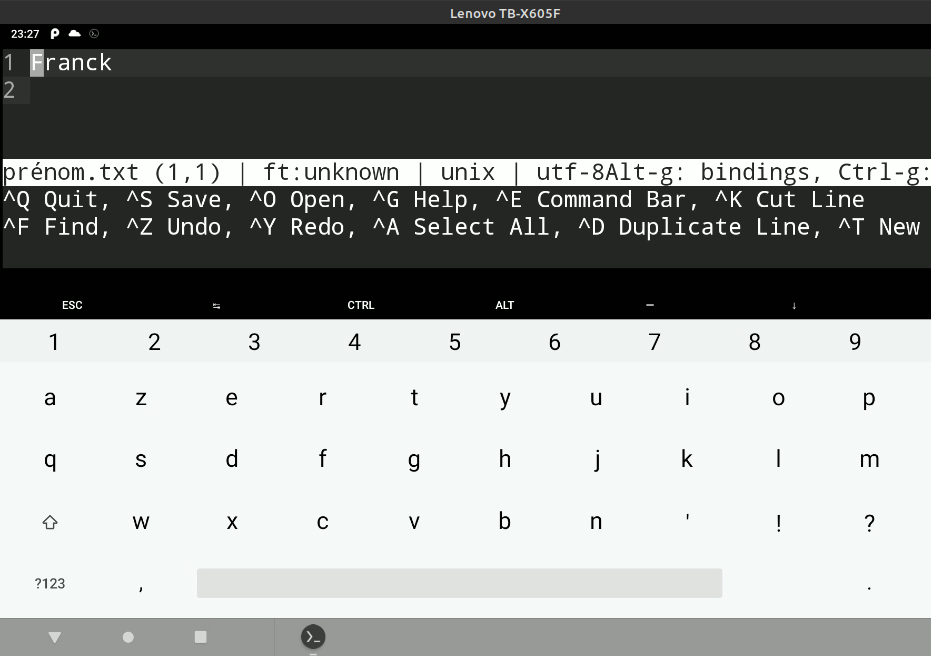 Lenovo TB-X605F
23:27
1 Franck
2
prénom.txt (1,1) | ft:unknown | unix | utf-8Alt-g: bindings, Ctrl-g:
^Q Quit, ^S Save, ^O Open, ^G Help, ^E Command Bar, ^K Cut Line
^F Find, ^Z Undo, ^Y Redo, ^A Select All, ^D Duplicate Line, ^T New
ESC ↹ CTRL ALT – ↓
1 2 3 4 5 6 7 8 9
a z e r t y u i o p
q s d f g h j k l m
w x c v b n ' ! ?
?123 , .